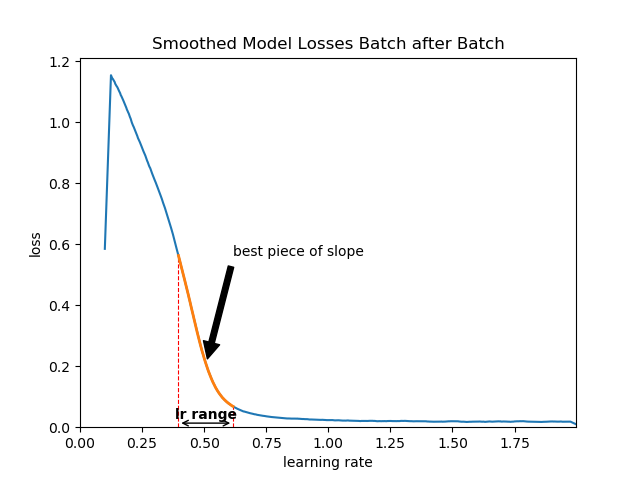 Smoothed Model Losses Batch after Batch
1.2
1.0
0.8
0.6
0.4
0.2
0.0
loss
best piece of slope
lr range
0.00 0.25 0.50 0.75 1.00 1.25 1.50 1.75
learning rate